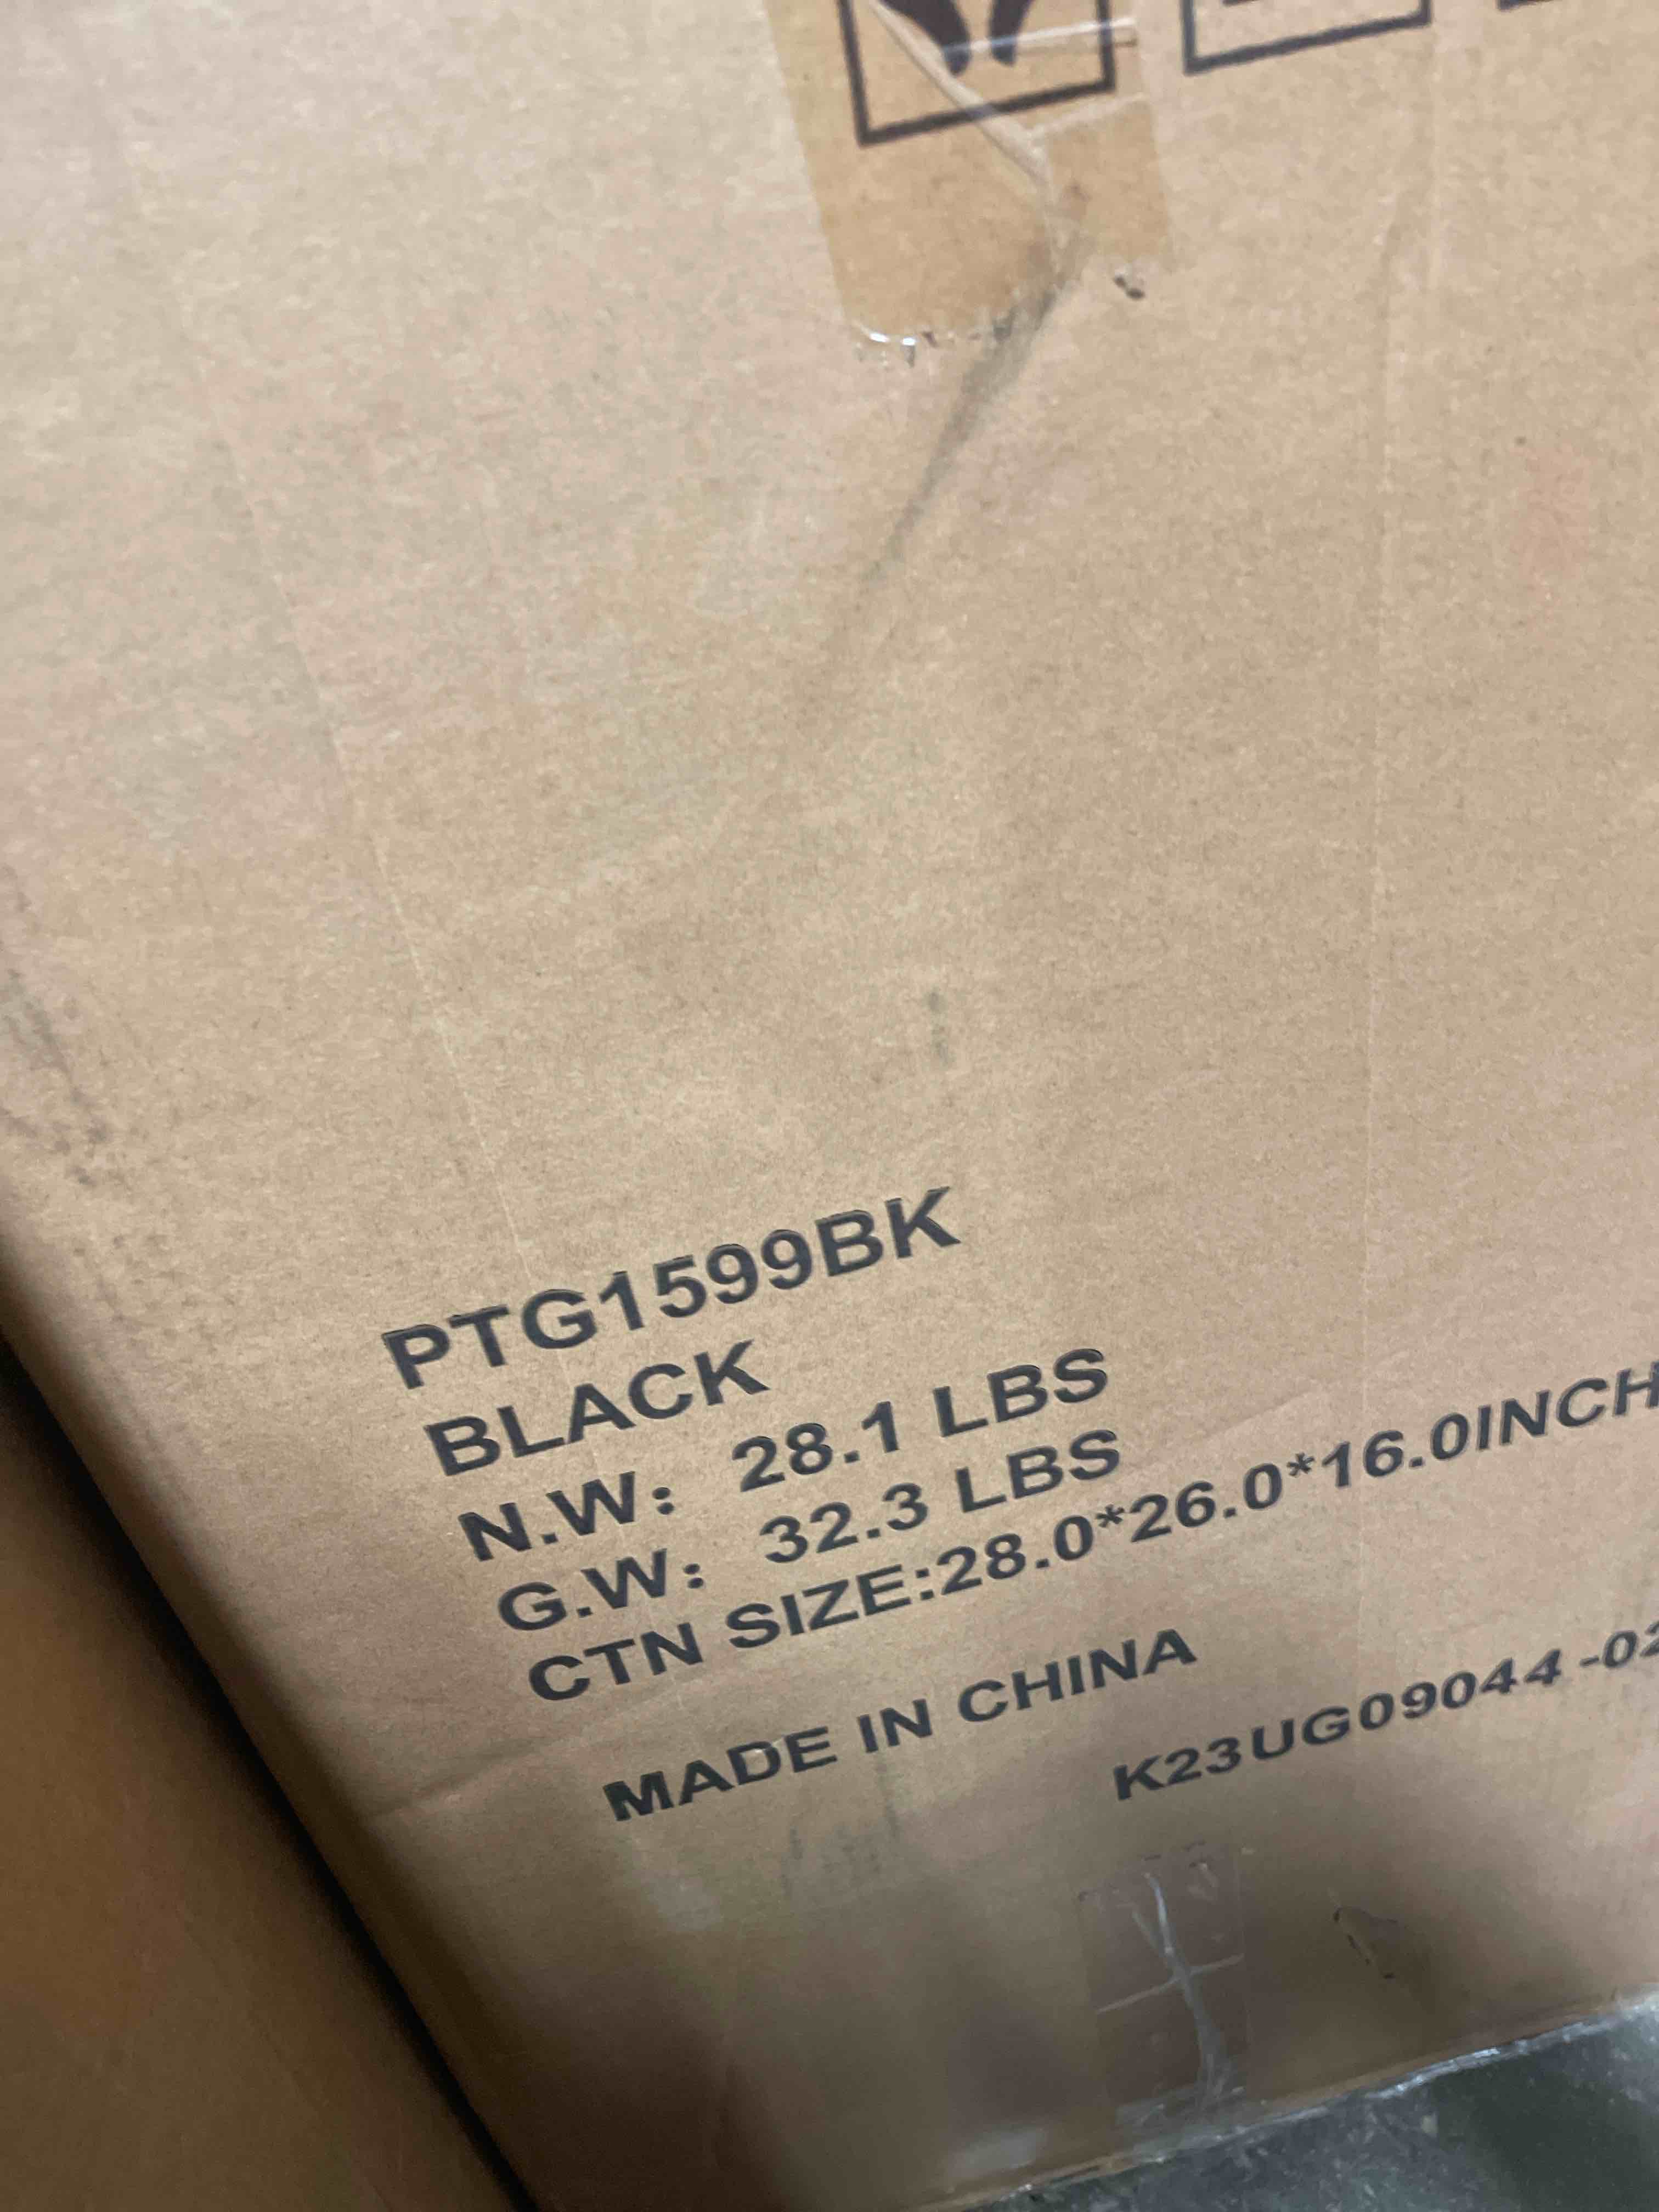 PTG1599BK
BLACK
N.W: 28.1 LBS
G.W: 32.3 LBS
CTN SIZE:28.0*26.0*16.0INCH
MADE IN CHINA
K23UG09044-02